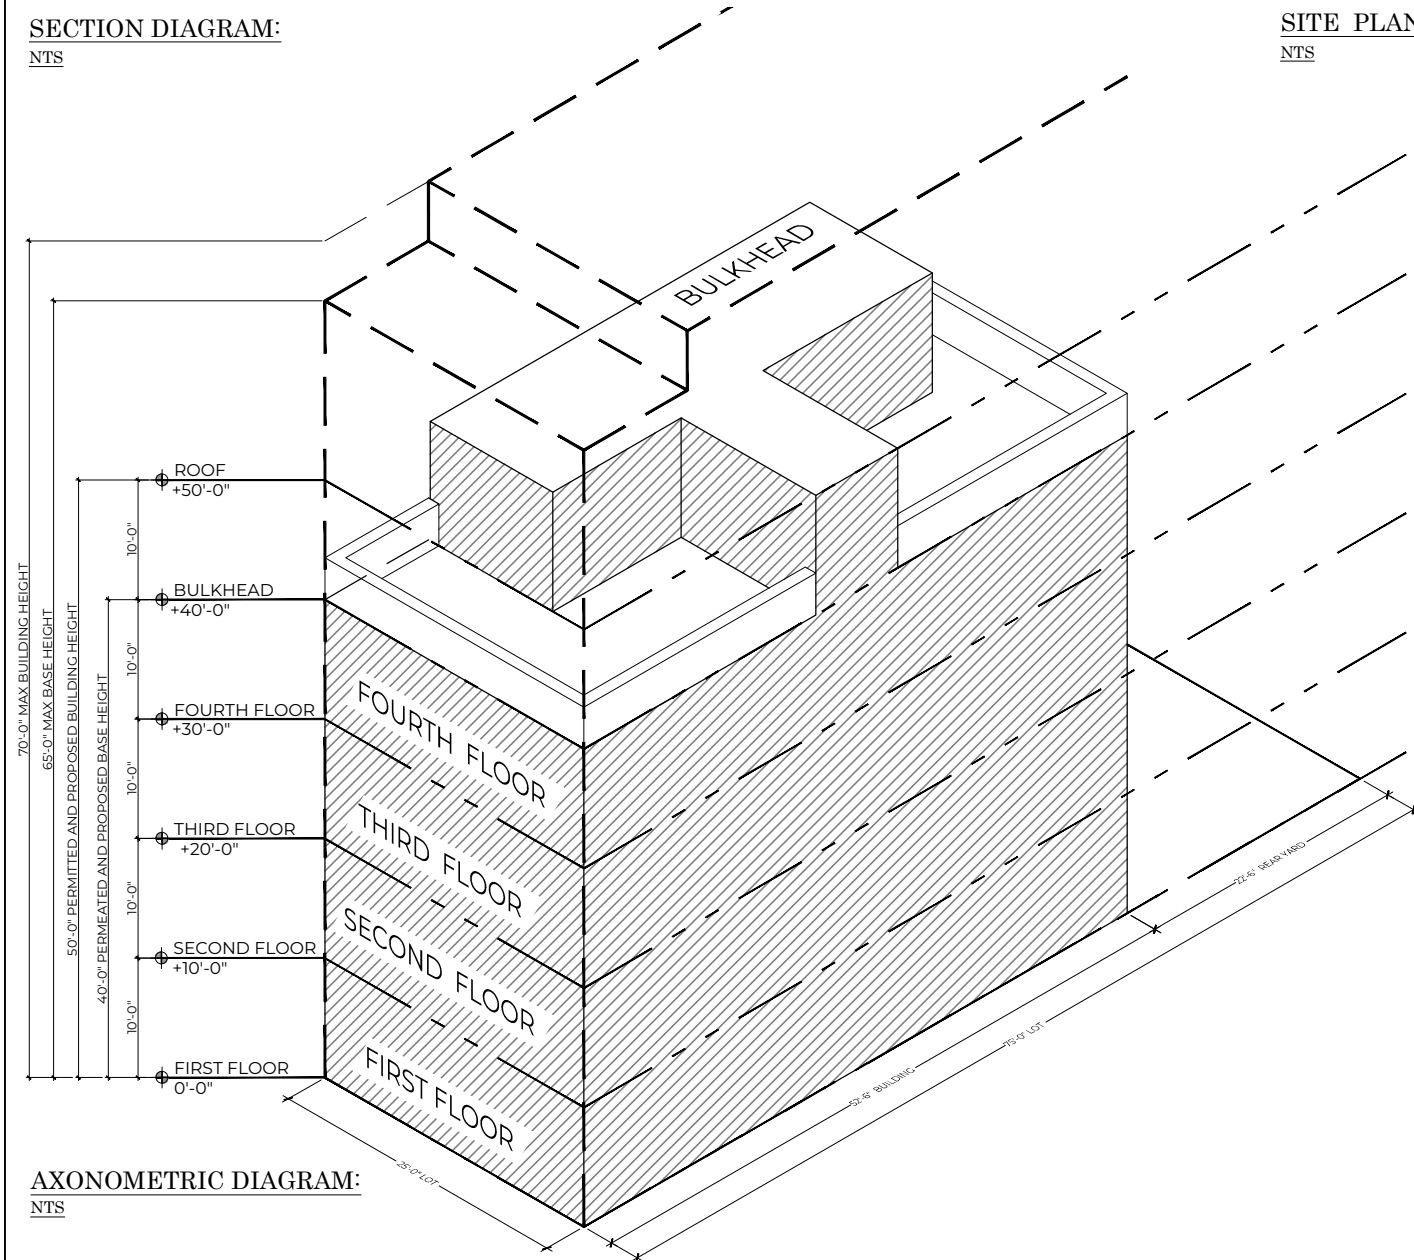 SECTION DIAGRAM:
NTS
SITE PLAN
NTS
BULKHEAD
ROOF
+50'-0"
10'-0"
BULKHEAD
+40'-0"
10'-0"
FOURTH FLOOR
+30'-0"
10'-0"
THIRD FLOOR
+20'-0"
10'-0"
SECOND FLOOR
+10'-0"
10'-0"
FIRST FLOOR
0'-0"
70'-0" MAX BUILDING HEIGHT
65'-0" MAX BASE HEIGHT
50'-0" PERMITTED AND PROPOSED BUILDING HEIGHT
40'-0" PERMEATED AND PROPOSED BASE HEIGHT
FOURTH FLOOR
THIRD FLOOR
SECOND FLOOR
FIRST FLOOR
22'-6" REAR YARD
75'-0" LOT
52'-6" BUILDING
25'-0" LOT
AXONOMETRIC DIAGRAM:
NTS